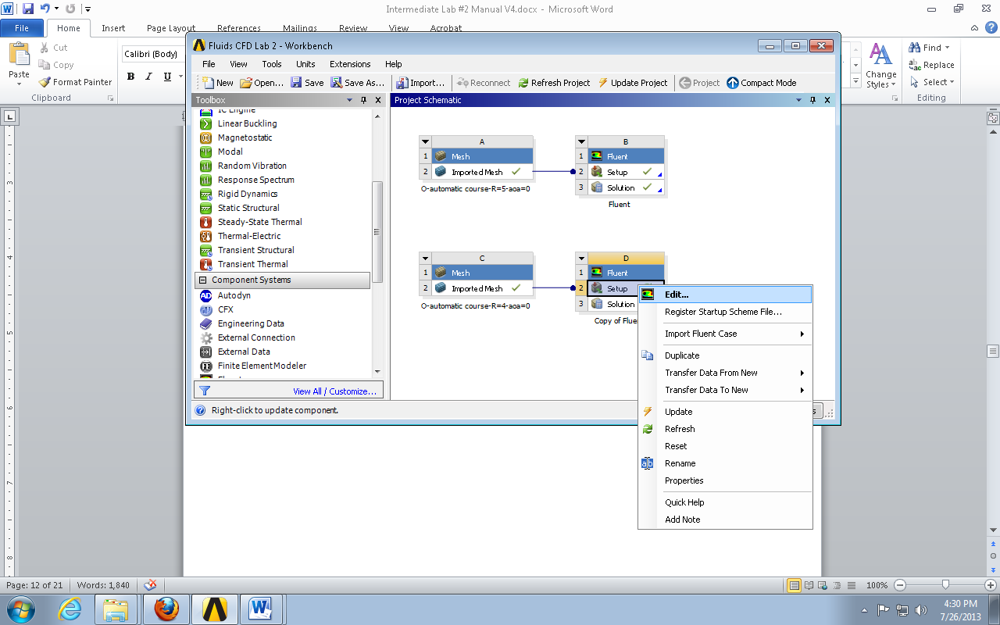 Intermediate Lab #2 Manual V4.docx - Microsoft Word
File Home Insert Page Layout References Mailings Review View Acrobat
Paste
Cut
Copy
Format Painter
Clipboard
Calibri (Body)
B I U
Change Styles
Find
Replace
Select
Editing
Fluids CFD Lab 2 - Workbench
File View Tools Units Extensions Help
New Open... Save Save As... Import... Reconnect Refresh Project Update Project Project Compact Mode
Toolbox
IC Engine
Linear Buckling
Magnetostatic
Modal
Random Vibration
Response Spectrum
Rigid Dynamics
Static Structural
Steady-State Thermal
Thermal-Electric
Transient Structural
Transient Thermal
Component Systems
Autodyn
CFX
Engineering Data
External Connection
External Data
Finite Element Modeler
View All / Customize...
Project Schematic
A
1 Mesh
2 Imported Mesh
O-automatic course-R=5-aoa=0
B
1 Fluent
2 Setup
3 Solution
Fluent
C
1 Mesh
2 Imported Mesh
O-automatic course-R=4-aoa=0
D
1 Fluent
2 Setup
3 Solution
Copy of Flue
Edit...
Register Startup Scheme File...
Import Fluent Case
Duplicate
Transfer Data From New
Transfer Data To New
Update
Refresh
Reset
Rename
Properties
Quick Help
Add Note
Right-click to update component.
3
4
5
6
7
8
Page: 12 of 21 Words: 1,840
100%
4:30 PM
7/26/2013